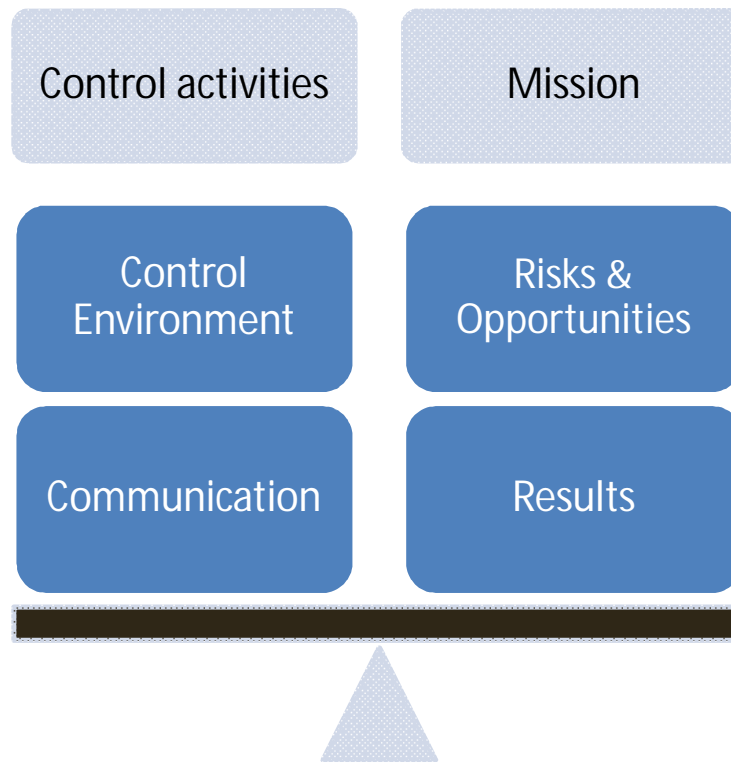 Control activities
Mission
Control
Environment
Risks &
Opportunities
Communication
Results